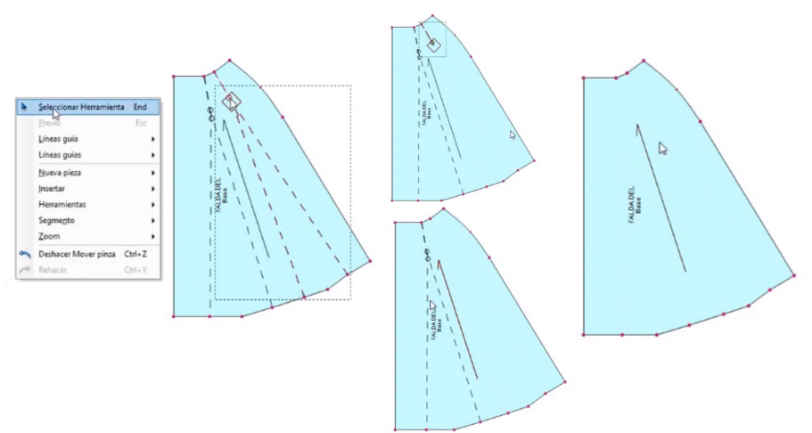 Seleccionar Herramienta End
Previo Esc
Líneas guía
Líneas guías
Nueva pieza
Insertar
Herramientas
Segmento
Zoom
Deshacer Mover pinza Ctrl+Z
Rehacer Ctrl+Y
FALDA DEL
Base
FALDA DEL
Base
FALDA DEL
Base
FALDA DEL
Base